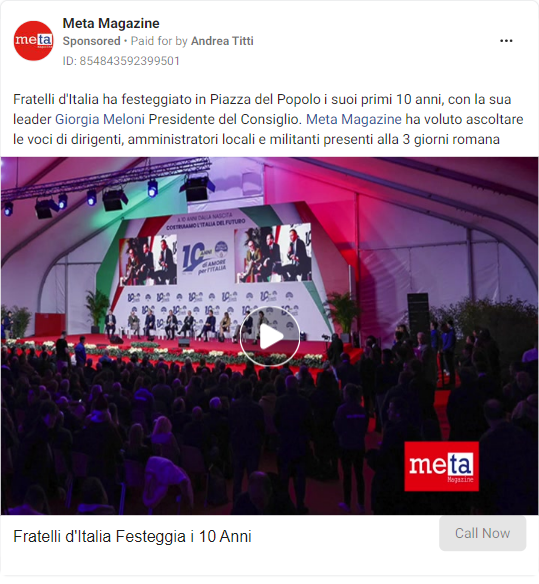 Meta Magazine
Sponsored • Paid for by Andrea Titti
ID: 854843592399501
Fratelli d'Italia ha festeggiato in Piazza del Popolo i suoi primi 10 anni, con la sua
leader Giorgia Meloni Presidente del Consiglio. Meta Magazine ha voluto ascoltare
le voci di dirigenti, amministratori locali e militanti presenti alla 3 giorni romana
meta
Magazine
A 10 ANNI DALLA NASCITA
COSTRUIAMO L'ITALIA DEL FUTURO
10 anni
di AMORE
per l'ITALIA
meta
Magazine
Fratelli d'Italia Festeggia i 10 Anni
Call Now